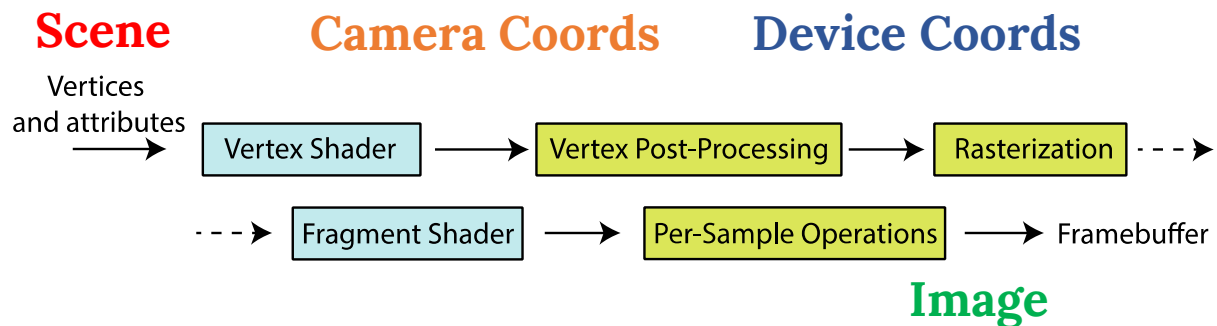 Scene
Camera Coords
Device Coords
Vertices
and attributes
Vertex Shader
Vertex Post-Processing
Rasterization
Fragment Shader
Per-Sample Operations
Framebuffer
Image